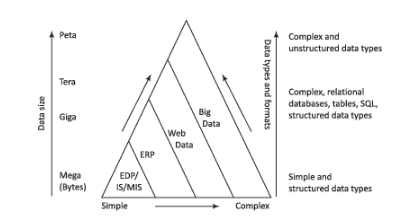 Peta
Tera
Giga
Mega
(Bytes)
Data size
EDP/
IS/MIS
ERP
Web
Data
Big
Data
Simple
Complex
Data types and formats
Complex and
unstructured data types
Complex, relational
databases, tables, SQL,
structured data types
Simple and
structured data types